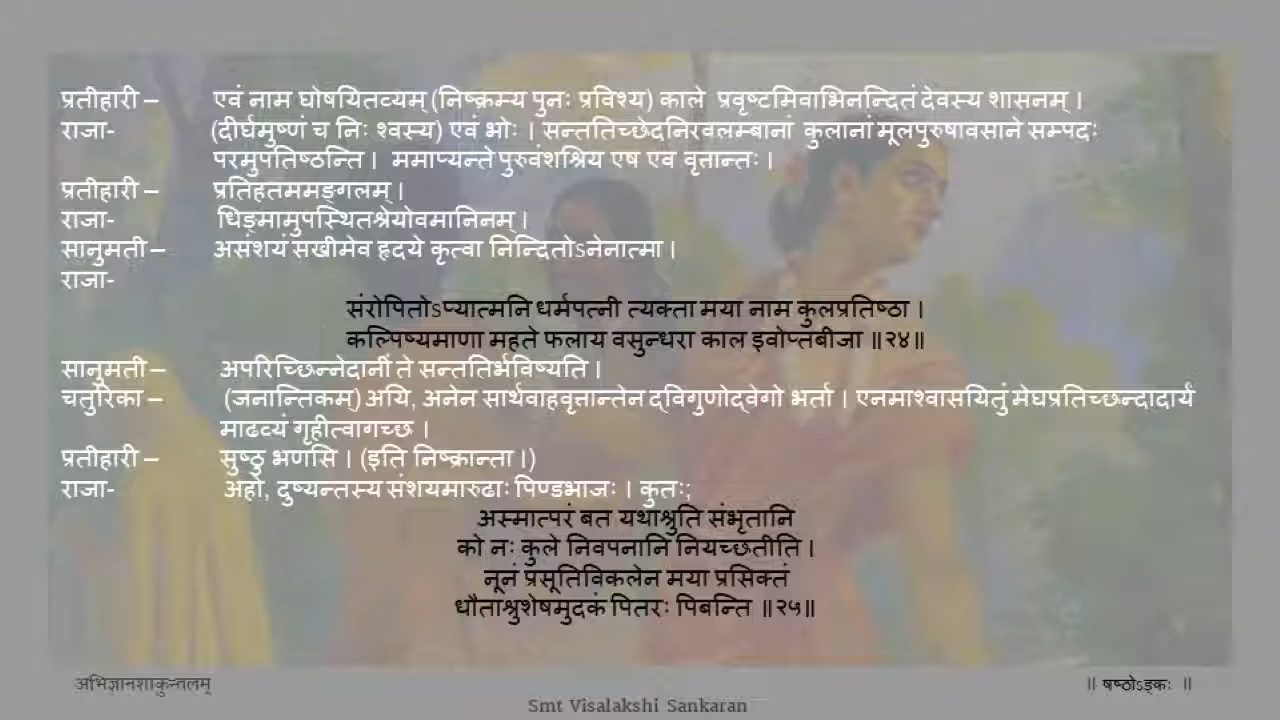 प्रतीहारी – एवं नाम घोषयितव्यम् (निष्क्रम्य पुनः प्रविश्य) काले प्रवृष्टमिवाभिनन्दितं देवस्य शासनम् ।
राजा- (दीर्घमुष्णं च निः श्वस्य) एवं भोः । सन्ततिच्छेदनिरवलम्बानां कुलानां मूलपुरुषावसाने सम्पदः
परमुपतिष्ठन्ति । ममाप्यन्ते पुरुवंशश्रिय एष एव वृत्तान्तः ।
प्रतीहारी – प्रतिहतममङ्गलम् ।
राजा- धिङ्मामुपस्थितश्रेयोवमानिनम् ।
सानुमती – असंशयं सखीमेव हृदये कृत्वा निन्दितोऽनेनात्मा ।
राजा-
संरोपितोऽप्यात्मनि धर्मपत्नी त्यक्ता मया नाम कुलप्रतिष्ठा ।
कल्पिष्यमाणा महते फलाय वसुन्धरा काल इवोप्तबीजा ॥२४॥
सानुमती – अपरिच्छिन्नेदानीं ते सन्ततिर्भविष्यति ।
चतुरिका – (जनान्तिकम्) अयि, अनेन सार्थवाहवृत्तान्तेन द्विगुणोद्वेगो भर्ता । एनमाश्वासयितुं मेघप्रतिच्छन्दादार्यं
माढव्यं गृहीत्वागच्छ ।
प्रतीहारी – सुष्ठु भणसि । (इति निष्क्रान्ता ।)
राजा- अहो, दुष्यन्तस्य संशयमारुढाः पिण्डभाजः । कुतः;
अस्मात्परं बत यथाश्रुति संभृतानि
को नः कुले निवपनानि नियच्छतीति ।
नूनं प्रसूतिविकलेन मया प्रसिक्तं
धौताश्रुशेषमुदकं पितरः पिबन्ति ॥२५॥
अभिज्ञानशाकुन्तलम् ॥ षष्ठोऽङ्कः ॥
Smt Visalakshi Sankaran